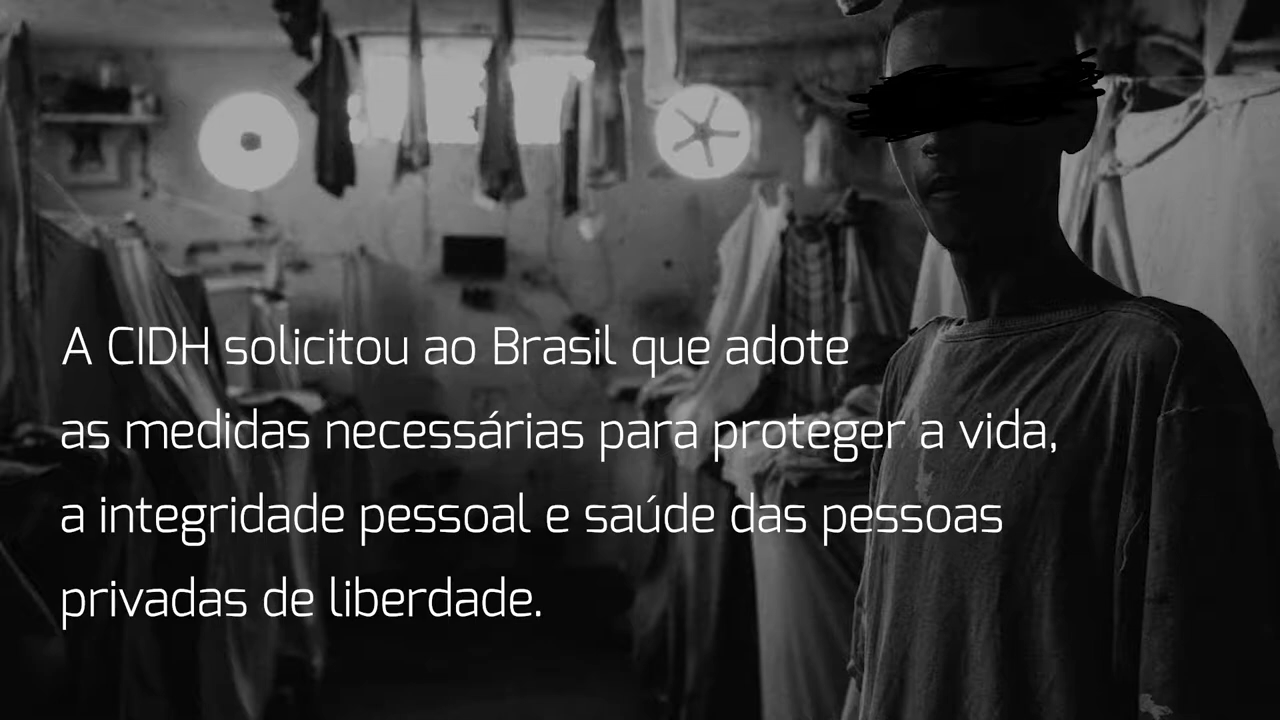 A CIDH solicitou ao Brasil que adote
as medidas necessárias para proteger a vida,
a integridade pessoal e saúde das pessoas
privadas de liberdade.